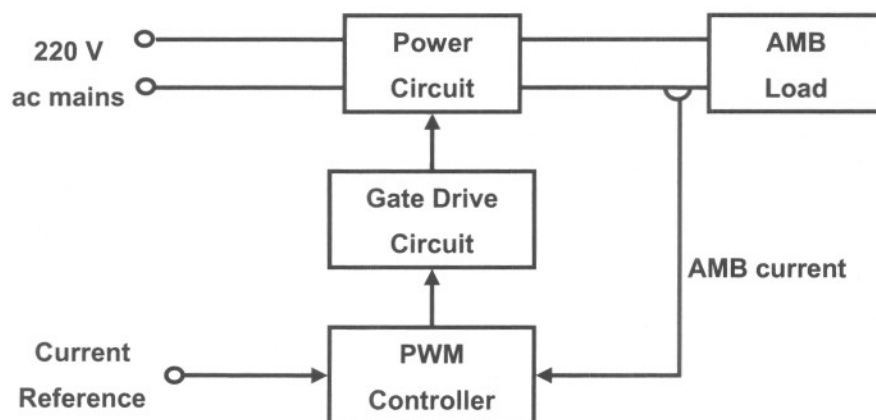 220 V
ac mains
Power
Circuit
AMB
Load
Gate Drive
Circuit
AMB current
Current
Reference
PWM
Controller